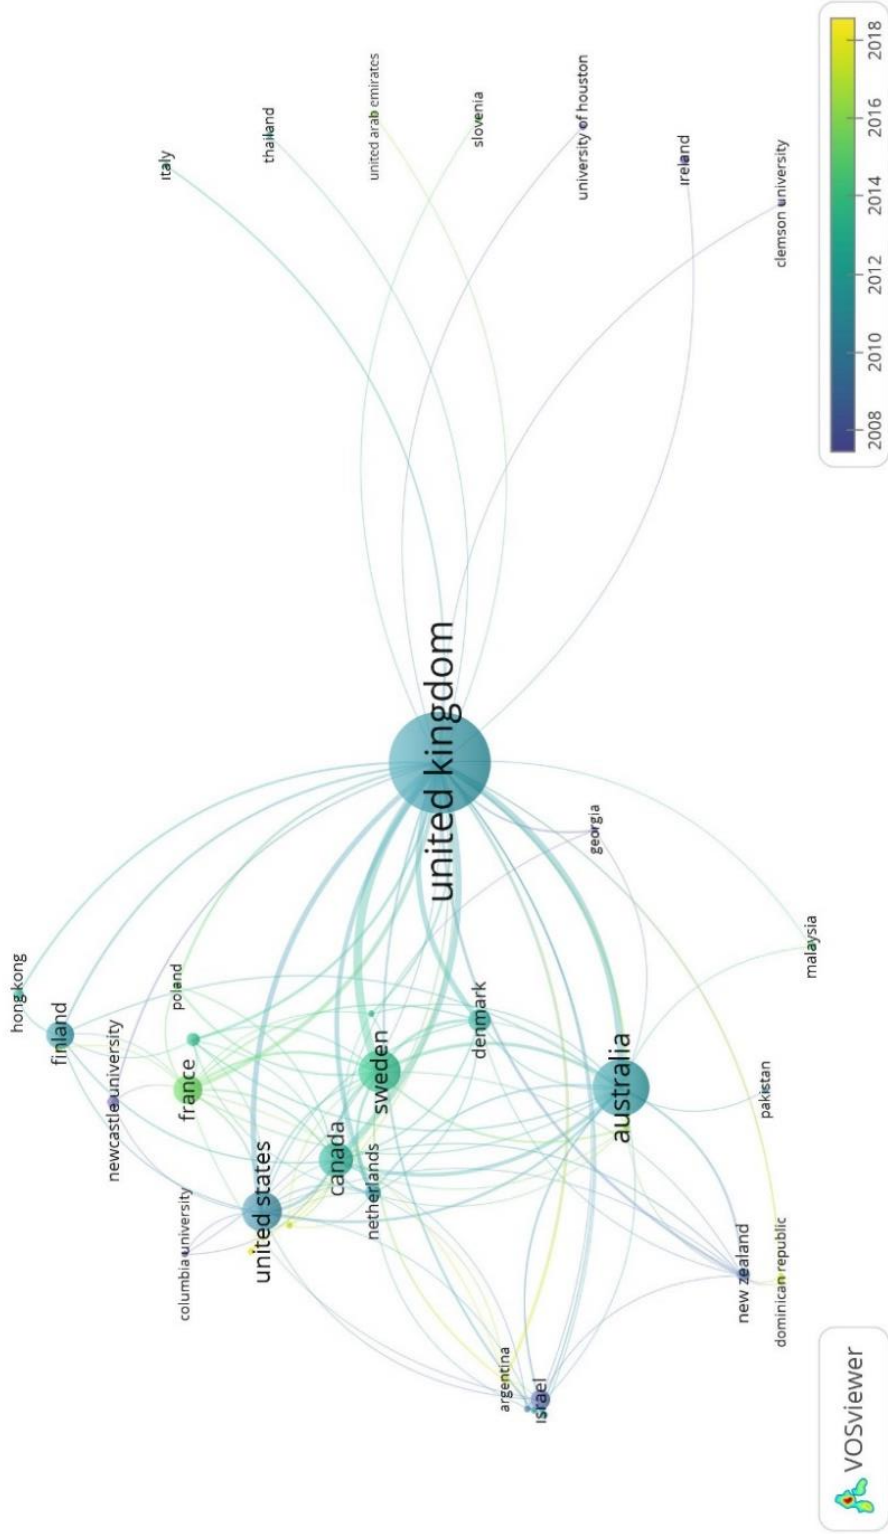 hong kong
finland
newcastle university
poland
france
columbia university
united states
canada
sweden
netherlands
denmark
united kingdom
italy
thailand
united arab emirates
slovenia
university of houston
ireland
clemson university
georgia
australia
argentina
israel
malaysia
pakistan
new zealand
dominican republic
VOSviewer
2008 2010 2012 2014 2016 2018